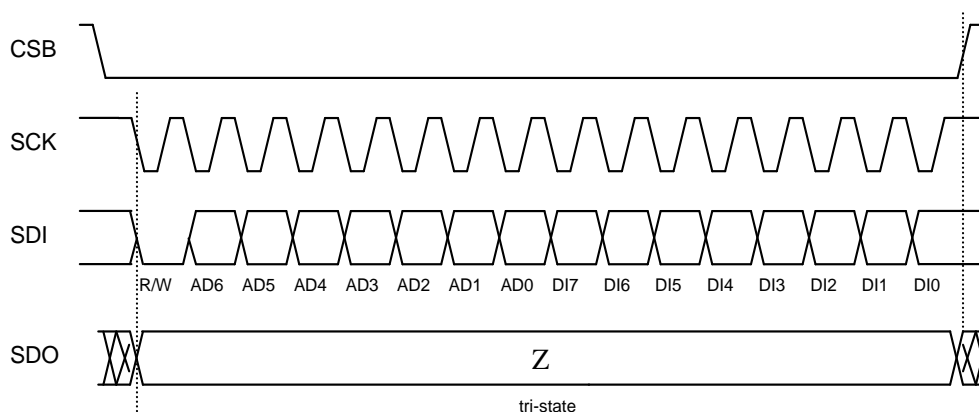 CSB
SCK
SDI
R/W AD6 AD5 AD4 AD3 AD2 AD1 AD0 DI7 DI6 DI5 DI4 DI3 DI2 DI1 DI0
SDO Z
tri-state